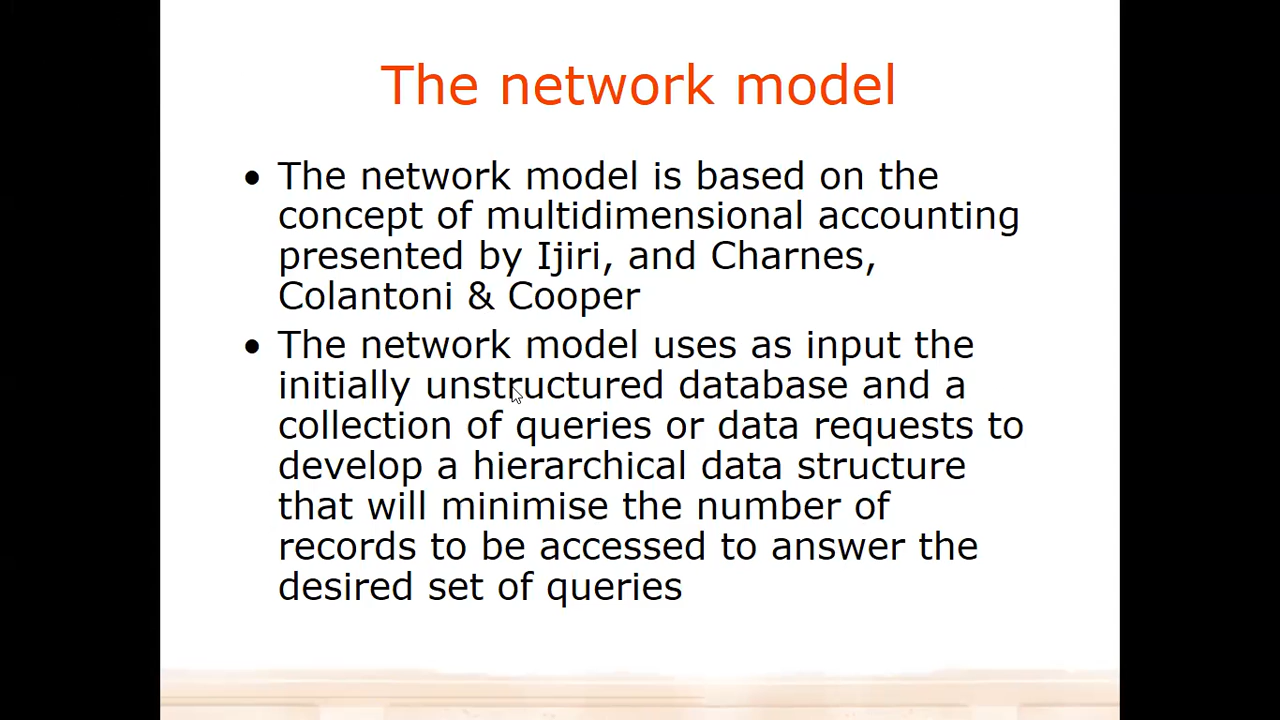 The network model
• The network model is based on the
concept of multidimensional accounting
presented by Ijiri, and Charnes,
Colantoni & Cooper
• The network model uses as input the
initially unstructured database and a
collection of queries or data requests to
develop a hierarchical data structure
that will minimise the number of
records to be accessed to answer the
desired set of queries